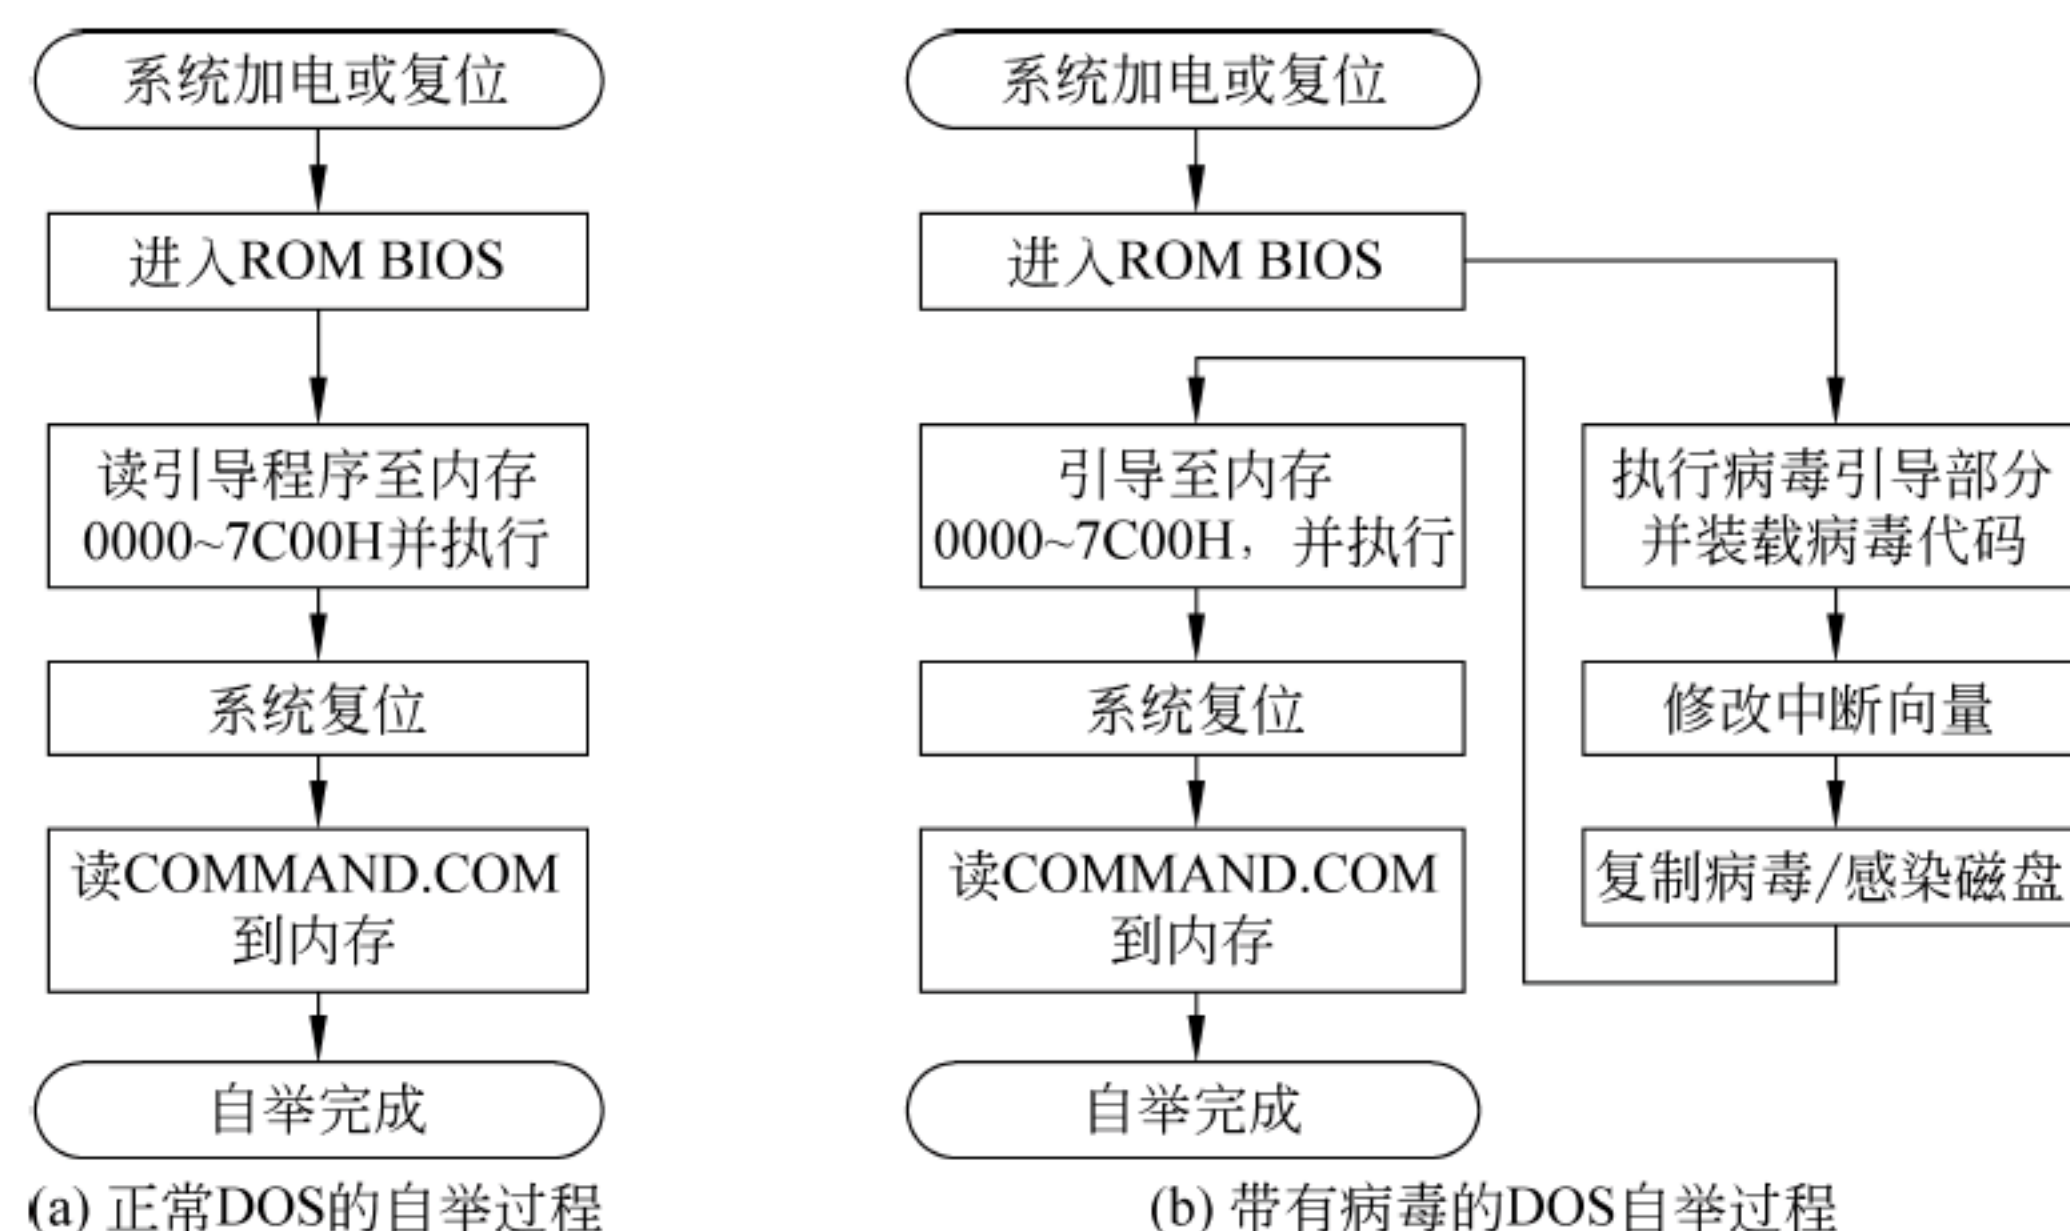 系统加电或复位
进入ROM BIOS
读引导程序至内存
0000~7C00H并执行
系统复位
读COMMAND.COM
到内存
自举完成
(a) 正常DOS的自举过程
系统加电或复位
进入ROM BIOS
引导至内存
0000~7C00H，并执行
系统复位
读COMMAND.COM
到内存
自举完成
执行病毒引导部分
并装载病毒代码
修改中断向量
复制病毒/感染磁盘
(b) 带有病毒的DOS自举过程